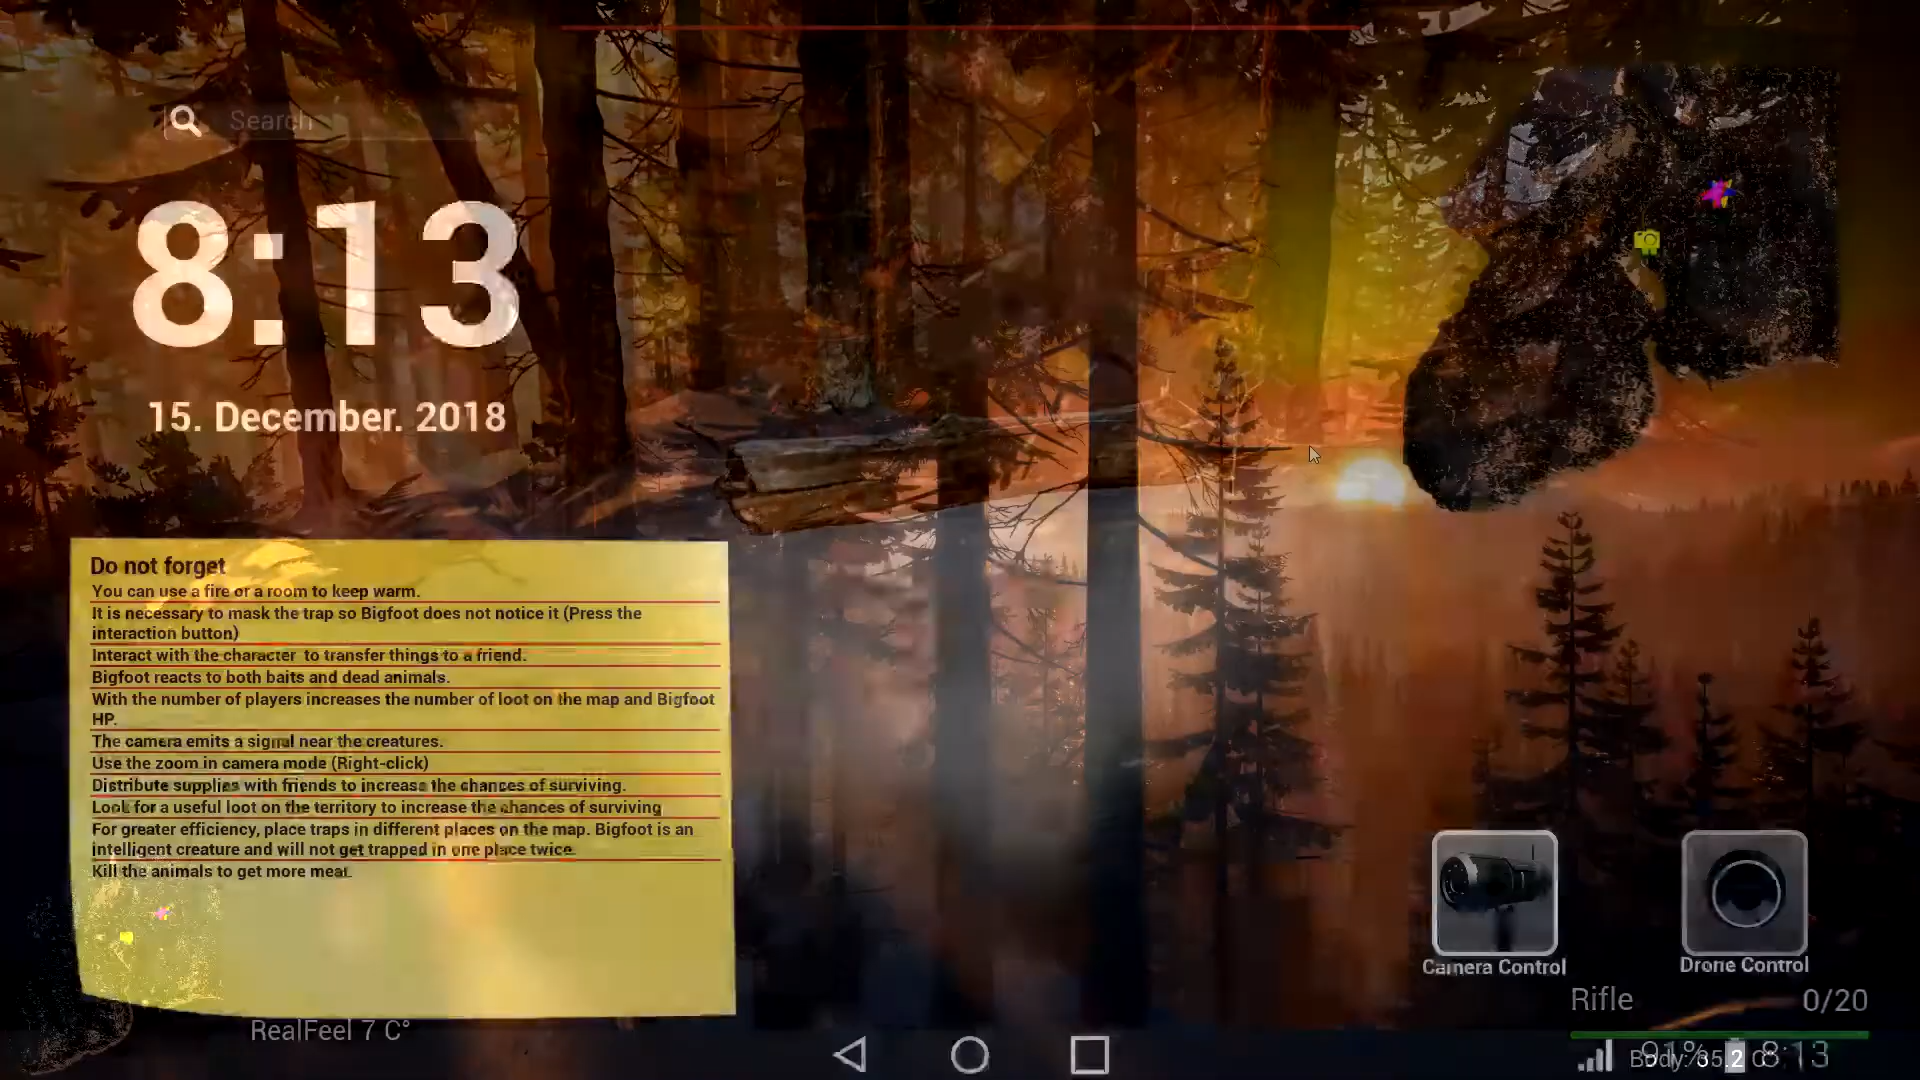 Search
8:13
15. December. 2018
Do not forget
You can use a fire or a room to keep warm.
It is necessary to mask the trap so Bigfoot does not notice it (Press the
interaction button)
Interact with the character to transfer things to a friend.
Bigfoot reacts to both baits and dead animals.
With the number of players increases the number of loot on the map and Bigfoot
HP.
The camera emits a signal near the creatures.
Use the zoom in camera mode (Right-click)
Distribute supplies with friends to increase the chances of surviving.
Look for a useful loot on the territory to increase the chances of surviving
For greater efficiency, place traps in different places on the map. Bigfoot is an
intelligent creature and will not get trapped in one place twice.
Kill the animals to get more meat.
Camera Control
Drone Control
Rifle 0/20
RealFeel 7 C°
91% 8:13
Body: 35.2 C°